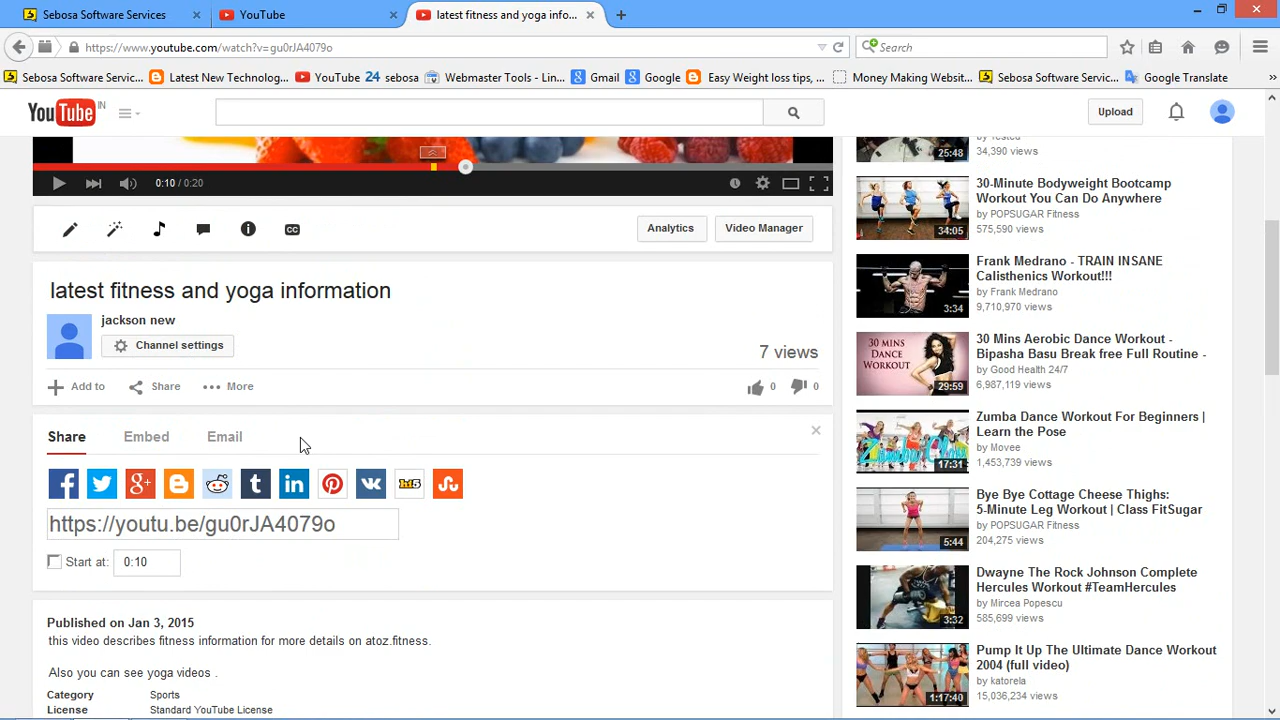 Sebosa Software Services
YouTube
latest fitness and yoga info...
https://www.youtube.com/watch?v=gu0rJA4079o
Search
Sebosa Software Servic...
Latest New Technolog...
YouTube
24 sebosa
Webmaster Tools - Lin...
Gmail
Google
Easy Weight loss tips, ...
Money Making Websit...
Sebosa Software Servic...
Google Translate
YouTube IN
Upload
by Tested
34,390 views
25:48
0:10 / 0:20
30-Minute Bodyweight Bootcamp
Workout You Can Do Anywhere
by POPSUGAR Fitness
575,590 views
34:05
CC
Analytics
Video Manager
Frank Medrano - TRAIN INSANE
Calisthenics Workout!!!
by Frank Medrano
9,710,970 views
3:34
latest fitness and yoga information
jackson new
Channel settings
7 views
30 MINS
DANCE
WORKOUT
30 Mins Aerobic Dance Workout -
Bipasha Basu Break free Full Routine -
by Good Health 24/7
6,987,119 views
29:59
Add to
Share
More
0
0
Share
Embed
Email
Zumba Dance Workout For Beginners |
Learn the Pose
by Movee
1,453,739 views
17:31
https://youtu.be/gu0rJA4079o
Start at:
0:10
Bye Bye Cottage Cheese Thighs:
5-Minute Leg Workout | Class FitSugar
by POPSUGAR Fitness
204,275 views
5:44
Dwayne The Rock Johnson Complete
Hercules Workout #TeamHercules
by Mircea Popescu
585,699 views
3:32
Published on Jan 3, 2015
this video describes fitness information for more details on atoz.fitness.
Also you can see yoga videos .
Category
Sports
License
Standard YouTube License
Pump It Up The Ultimate Dance Workout
2004 (full video)
by katorela
15,036,234 views
1:17:40